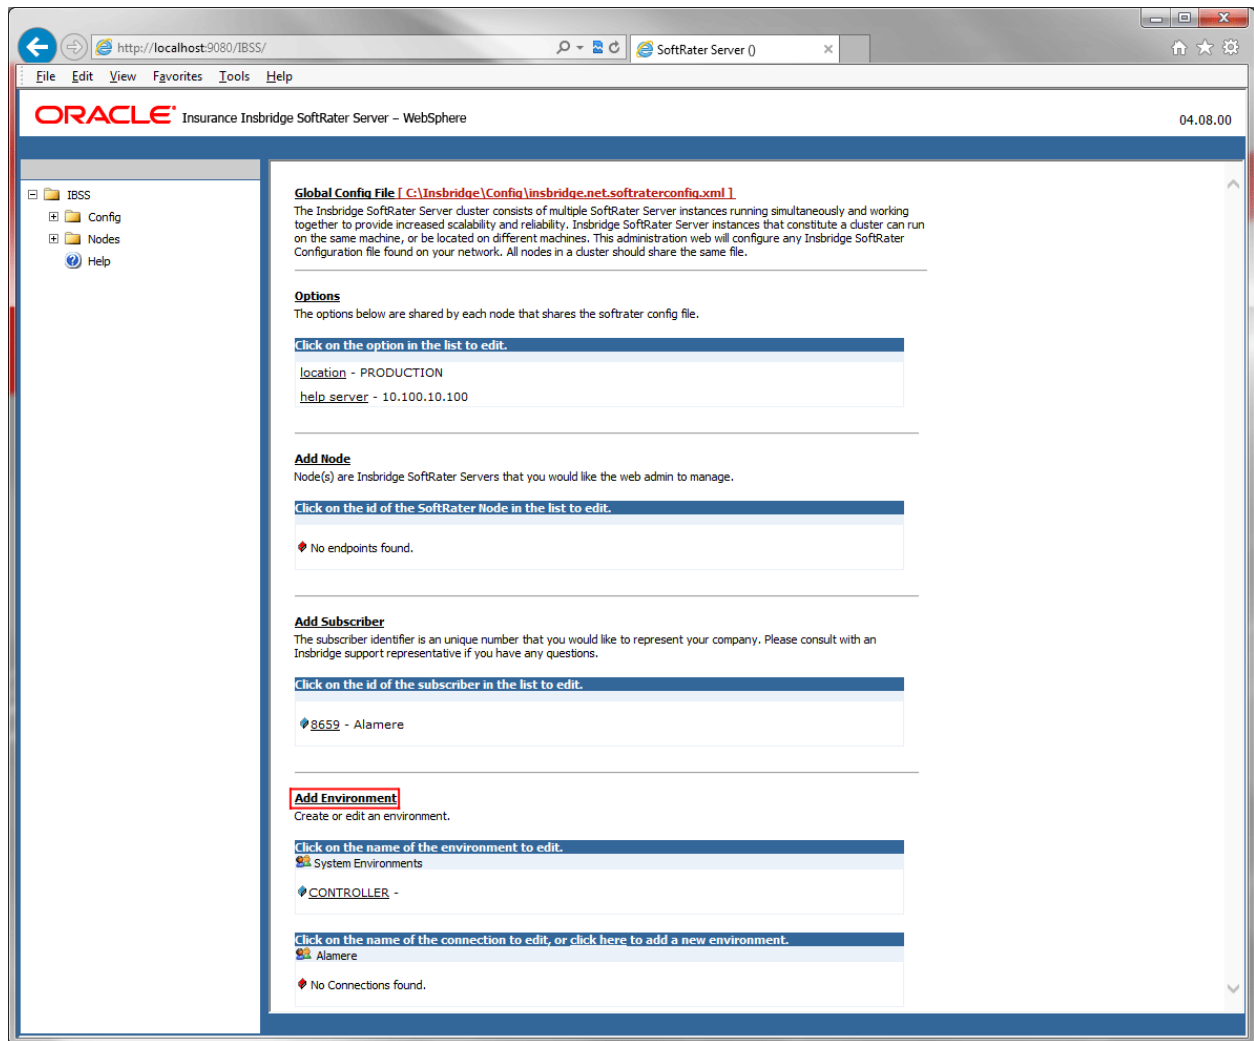 http://localhost:9080/IBSS/
SoftRater Server ()
File Edit View Favorites Tools Help
ORACLE Insurance Insbridge SoftRater Server – WebSphere
04.08.00
IBSS
Config
Nodes
Help
Global Config File [ C:\Insbridge\Config\insbridge.net.softraterconfig.xml ]
The Insbridge SoftRater Server cluster consists of multiple SoftRater Server instances running simultaneously and working
together to provide increased scalability and reliability. Insbridge SoftRater Server instances that constitute a cluster can run
on the same machine, or be located on different machines. This administration web will configure any Insbridge SoftRater
Configuration file found on your network. All nodes in a cluster should share the same file.
Options
The options below are shared by each node that shares the softrater config file.
Click on the option in the list to edit.
location - PRODUCTION
help server - 10.100.10.100
Add Node
Node(s) are Insbridge SoftRater Servers that you would like the web admin to manage.
Click on the id of the SoftRater Node in the list to edit.
No endpoints found.
Add Subscriber
The subscriber identifier is an unique number that you would like to represent your company. Please consult with an
Insbridge support representative if you have any questions.
Click on the id of the subscriber in the list to edit.
8659 - Alamere
Add Environment
Create or edit an environment.
Click on the name of the environment to edit.
System Environments
CONTROLLER -
Click on the name of the connection to edit, or click here to add a new environment.
Alamere
No Connections found.